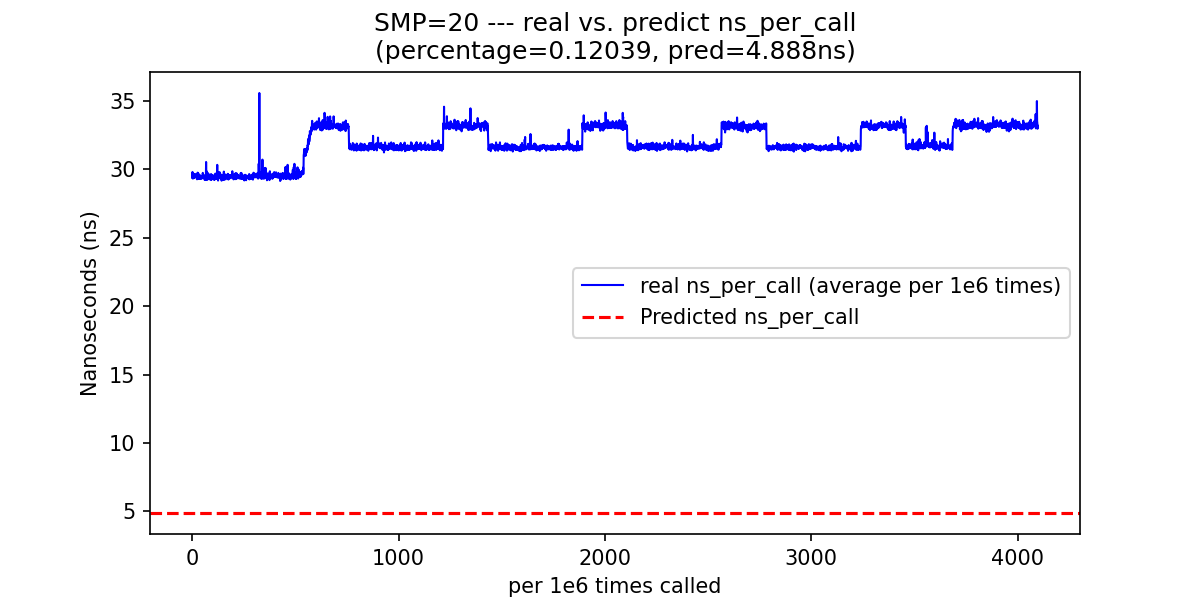 SMP=20 --- real vs. predict ns_per_call
(percentage=0.12039, pred=4.888ns)
35
30
25
20
15
10
5
Nanoseconds (ns)
real ns_per_call (average per 1e6 times)
Predicted ns_per_call
0 1000 2000 3000 4000
per 1e6 times called